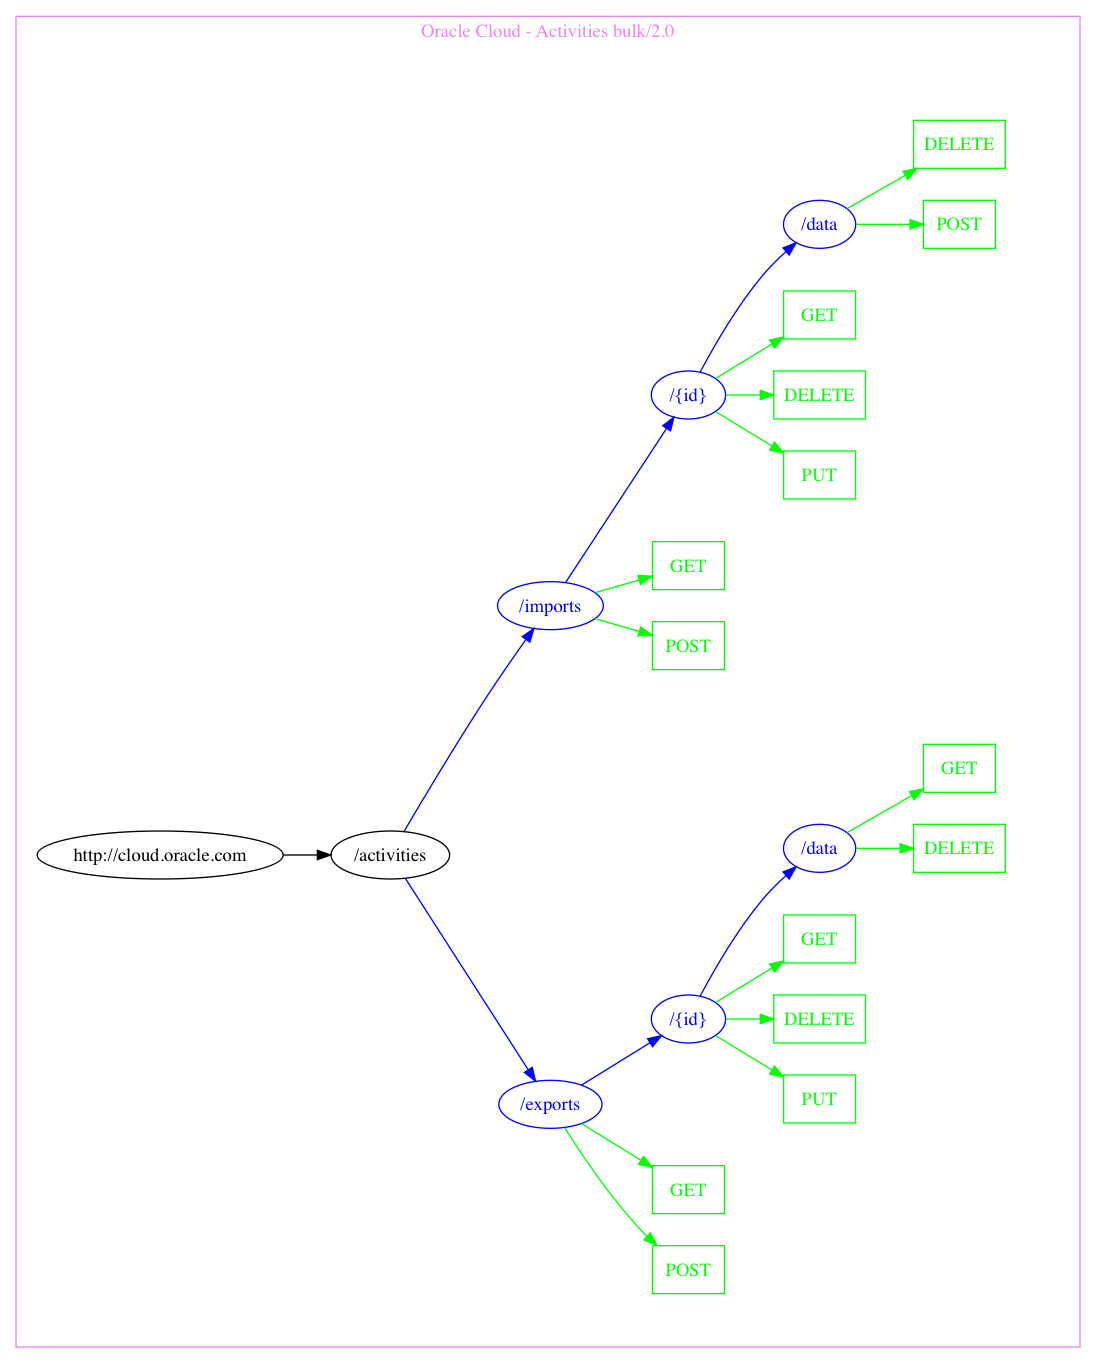 Oracle Cloud - Activities bulk/2.0
DELETE
/data
POST
GET
/{id}
DELETE
PUT
GET
/imports
POST
GET
http://cloud.oracle.com
/activities
/data
DELETE
GET
/{id}
DELETE
PUT
/exports
GET
POST